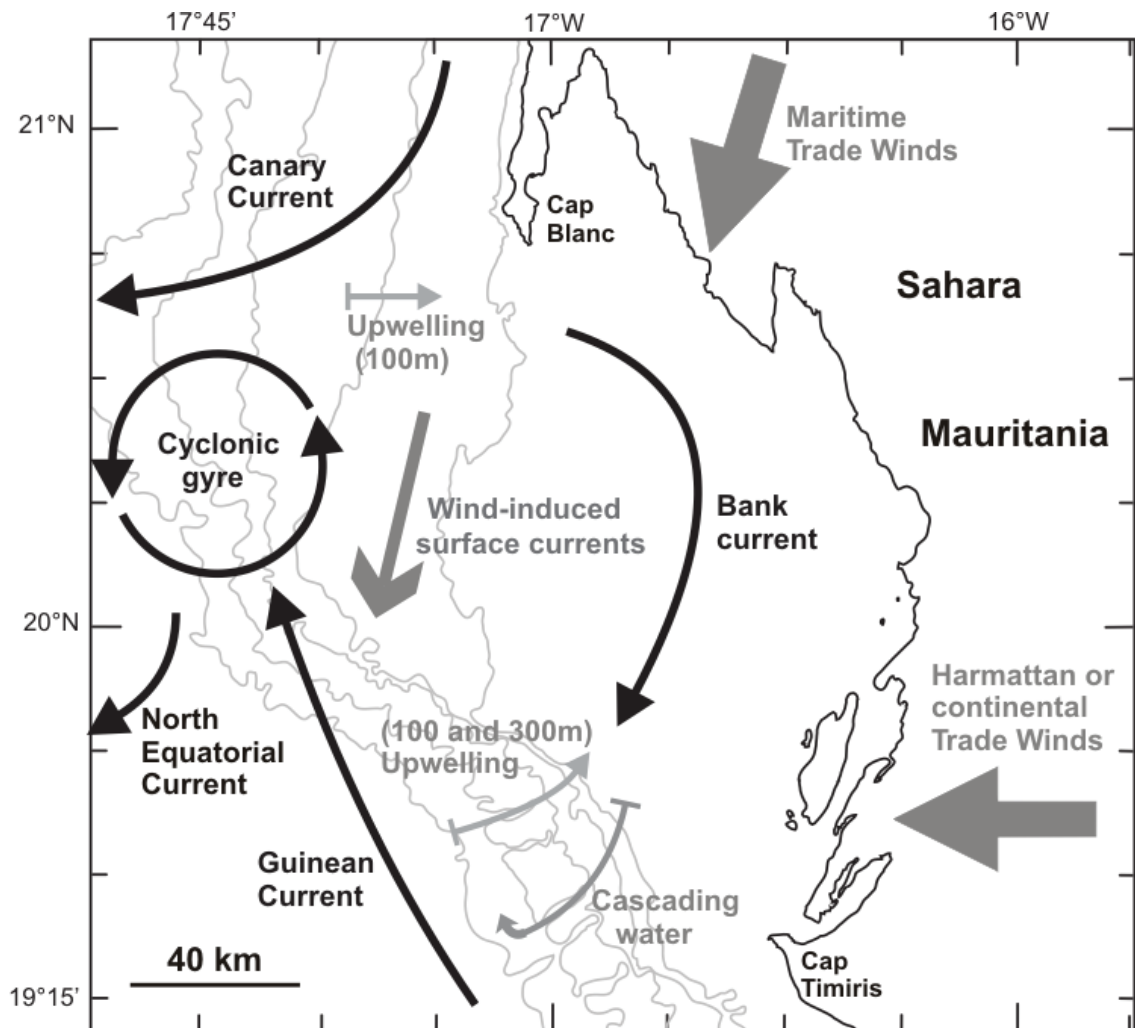 17°45’
17°W
16°W
21°N
Maritime
Trade Winds
Canary
Current
Cap
Blanc
Sahara
Upwelling
(100m)
Mauritania
Cyclonic
gyre
Wind-induced
surface currents
Bank
current
20°N
Harmattan or
continental
Trade Winds
North
Equatorial
Current
(100 and 300m)
Upwelling
Guinean
Current
Cascading
water
40 km
Cap
Timiris
19°15’